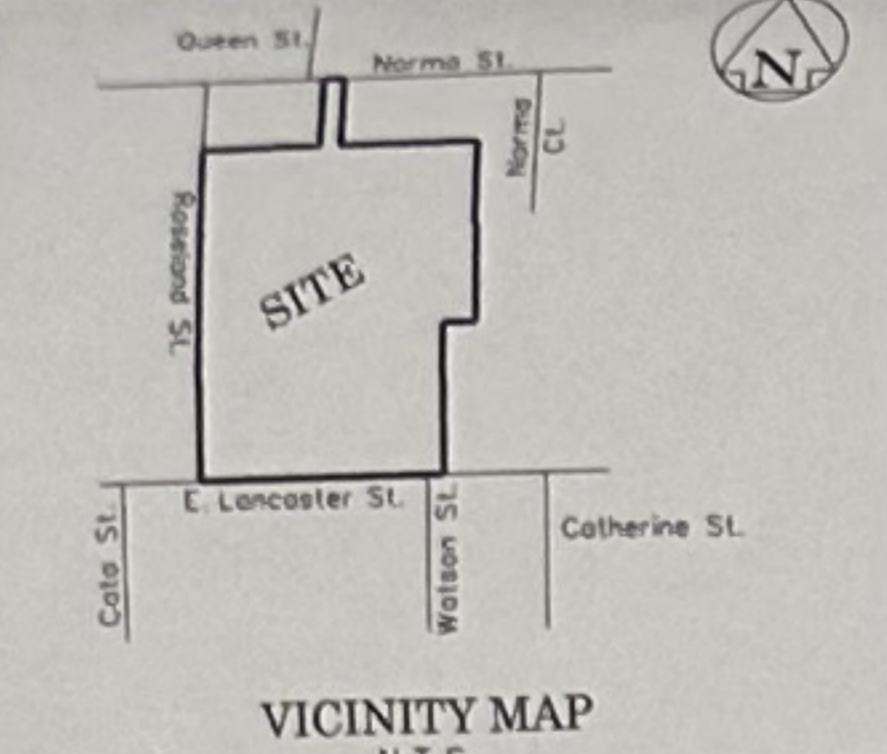 Queen St.
Norma St.
N
Norma
Ct.
Roseland St.
SITE
E. Lancaster St.
Cato St.
Watson St.
Catherine St.
VICINITY MAP
N.T.S.